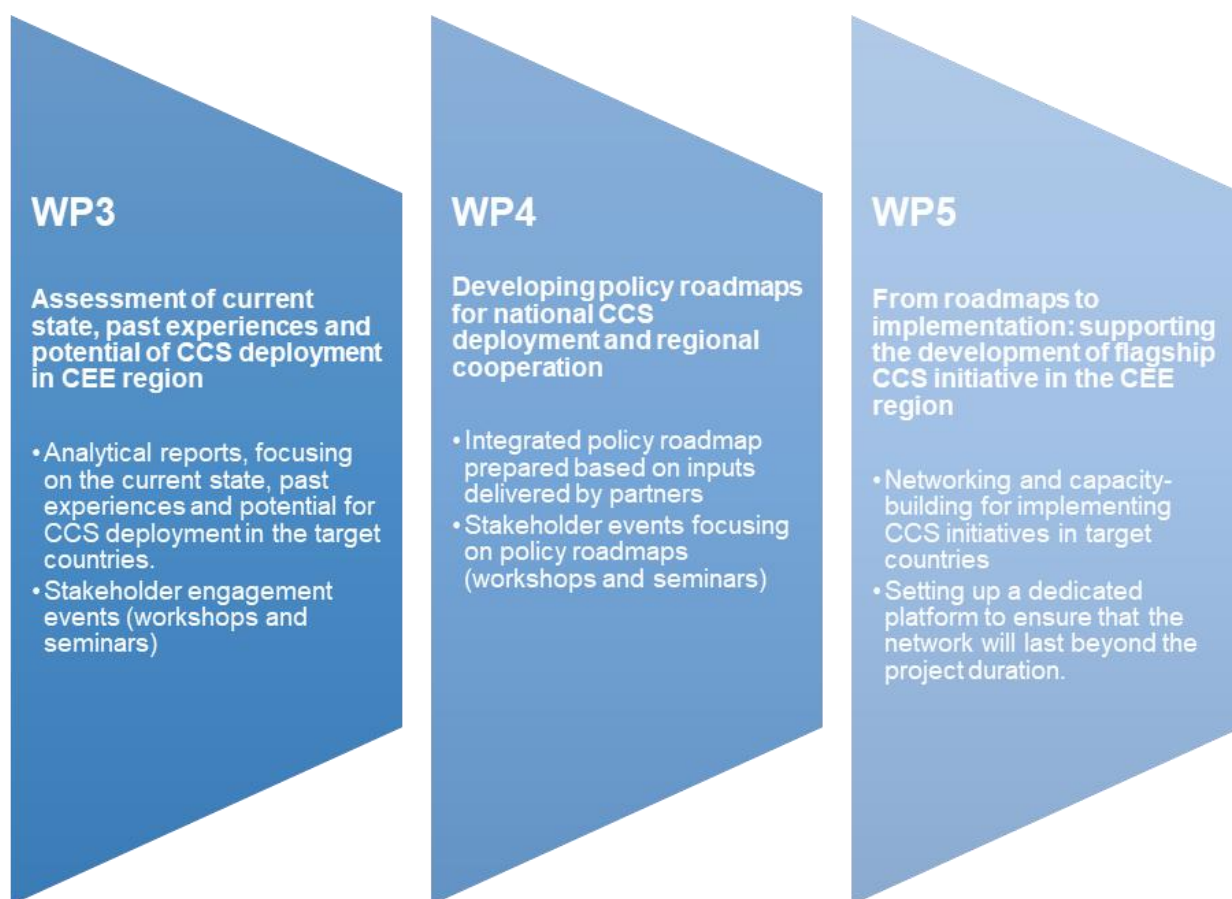 WP3
Assessment of current
state, past experiences and
potential of CCS deployment
in CEE region
•Analytical reports, focusing
on the current state, past
experiences and potential for
CCS deployment in the target
countries.
•Stakeholder engagement
events (workshops and
seminars)
WP4
Developing policy roadmaps
for national CCS
deployment and regional
cooperation
•Integrated policy roadmap
prepared based on inputs
delivered by partners
•Stakeholder events focusing
on policy roadmaps
(workshops and seminars)
WP5
From roadmaps to
implementation: supporting
the development of flagship
CCS initiative in the CEE
region
•Networking and capacity-
building for implementing
CCS initiatives in target
countries
•Setting up a dedicated
platform to ensure that the
network will last beyond the
project duration.